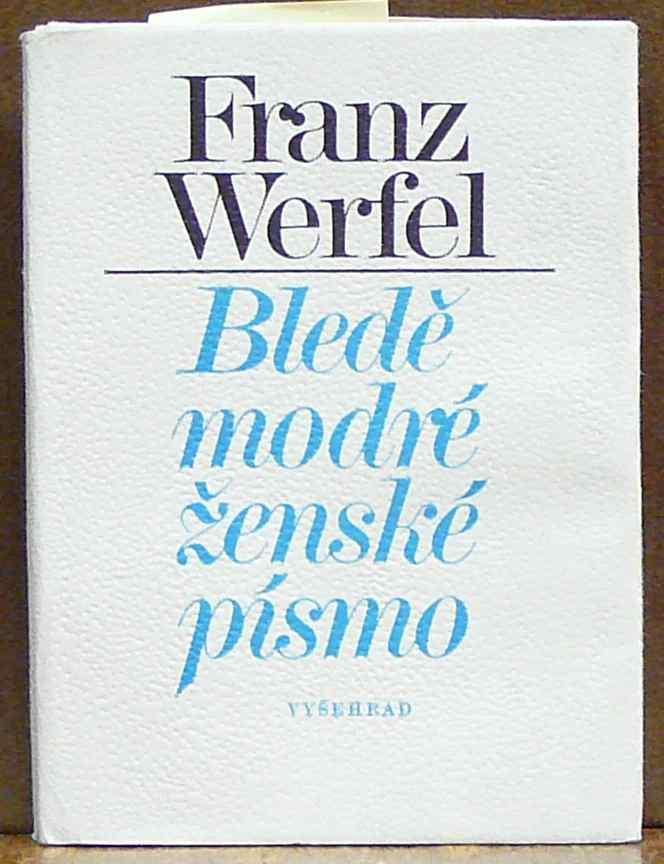 Franz
Werfel
Bledě
modré
ženské
písmo
VYŠEHRAD